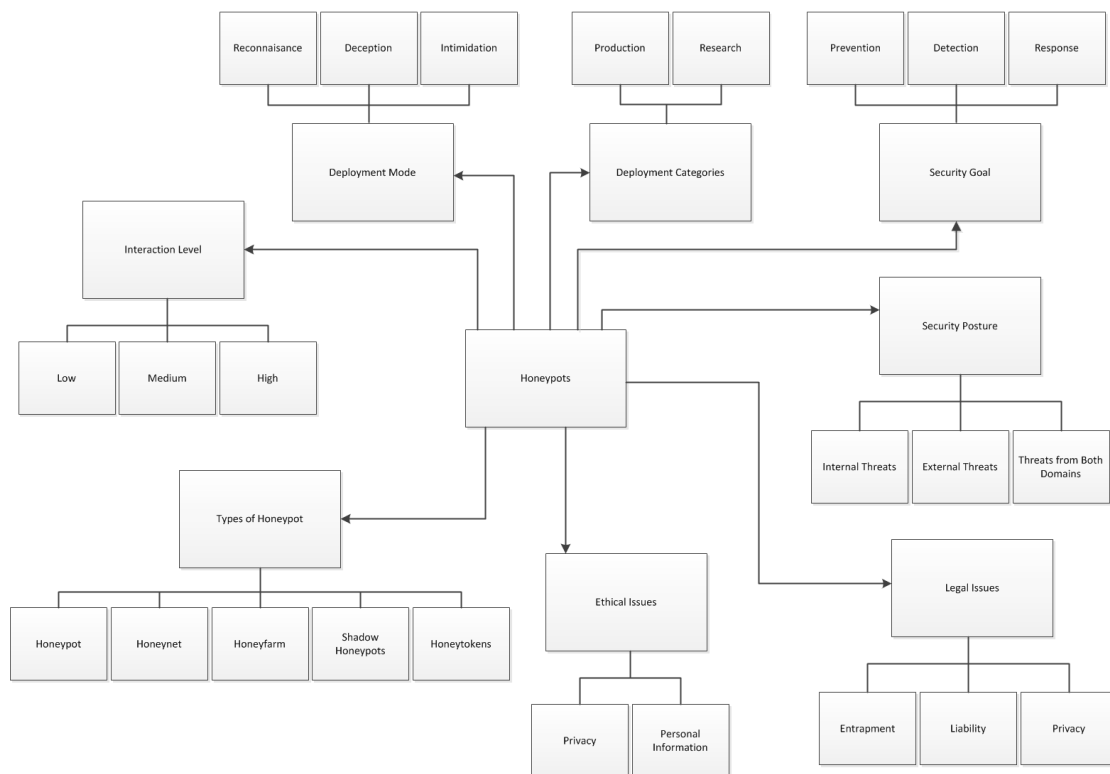 Reconnaisance
Deception
Intimidation
Production
Research
Prevention
Detection
Response
Deployment Mode
Deployment Categories
Security Goal
Interaction Level
Low
Medium
High
Honeypots
Security Posture
Internal Threats
External Threats
Threats from Both
Domains
Types of Honeypot
Honeypot
Honeynet
Honeyfarm
Shadow
Honeypots
Honeytokens
Ethical Issues
Privacy
Personal
Information
Legal Issues
Entrapment
Liability
Privacy